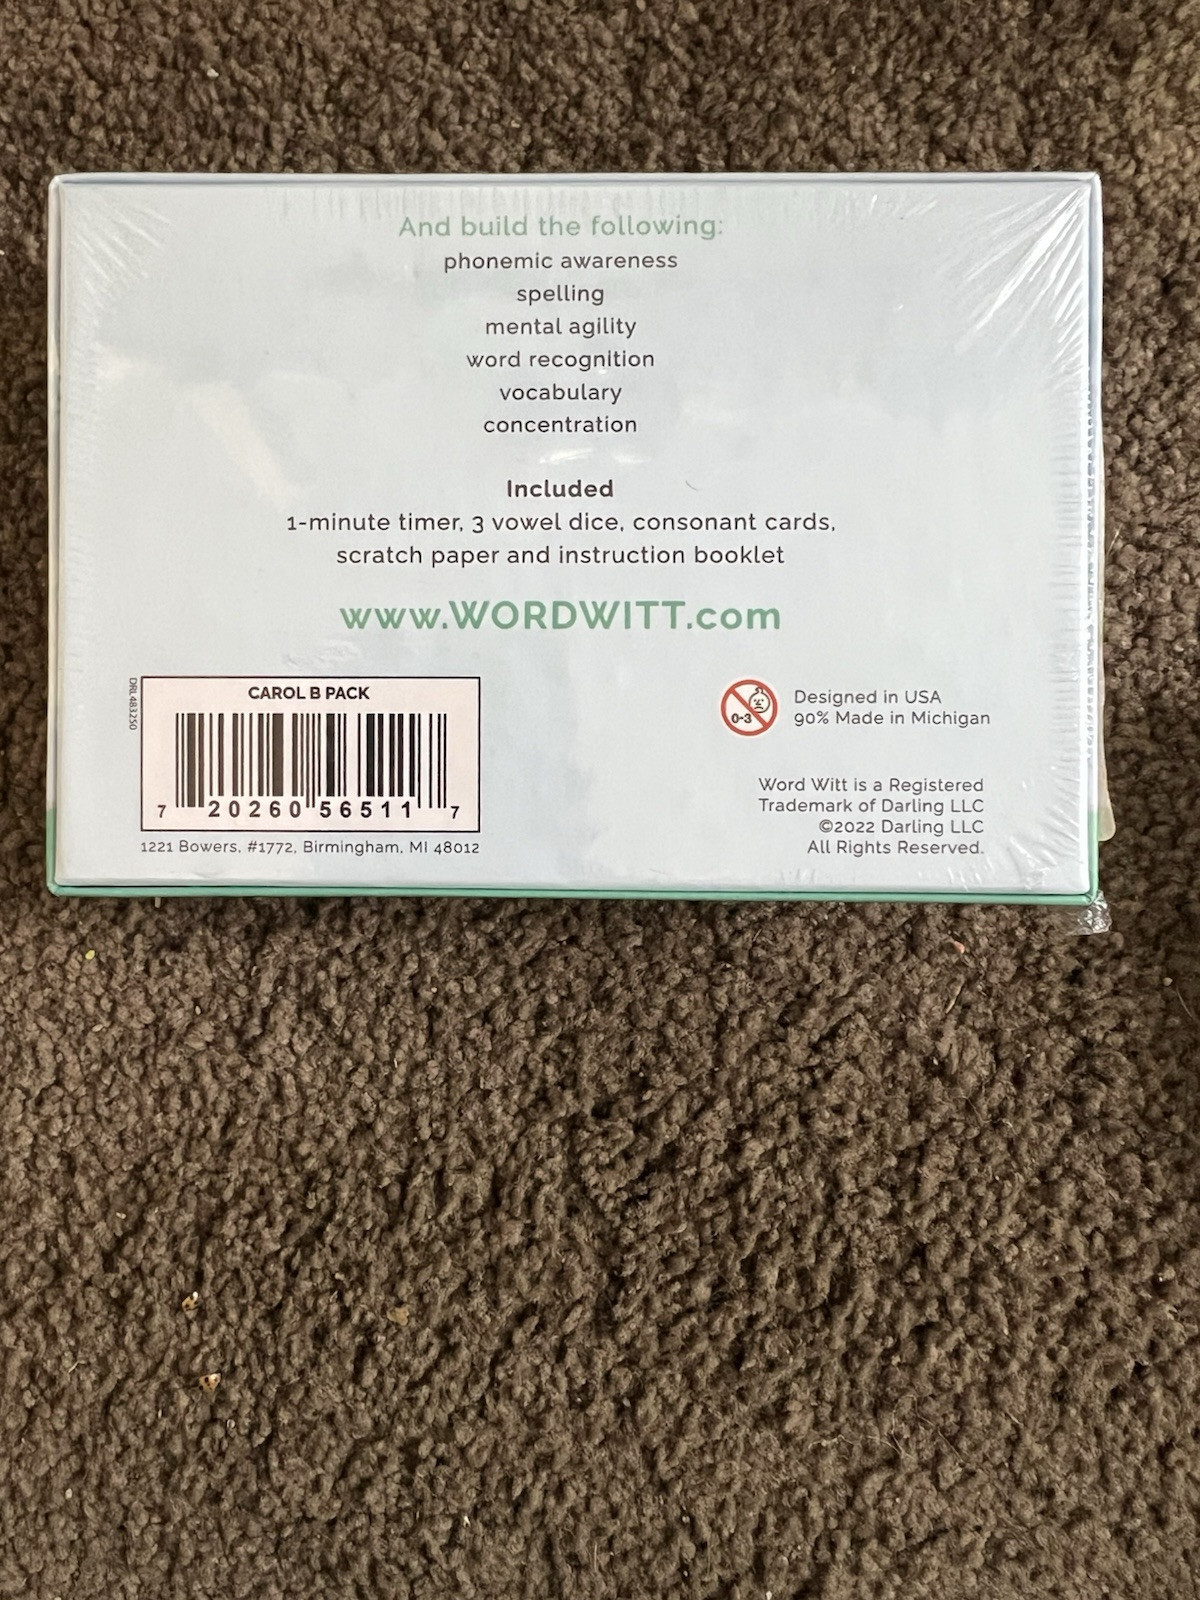 And build the following:
phonemic awareness
spelling
mental agility
word recognition
vocabulary
concentration
Included
1-minute timer, 3 vowel dice, consonant cards,
scratch paper and instruction booklet
www.WORDWITT.com
DRL483250
CAROL B PACK
7 20260 56511 7
1221 Bowers, #1772, Birmingham, MI 48012
0-3
Designed in USA
90% Made in Michigan
Word Witt is a Registered
Trademark of Darling LLC
©2022 Darling LLC
All Rights Reserved.